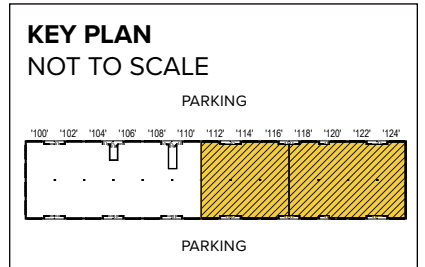 KEY PLAN
NOT TO SCALE
PARKING
'100' '102' '104' '106' '108' '110' '112' '114' '116' '118' '120' '122' '124'
PARKING